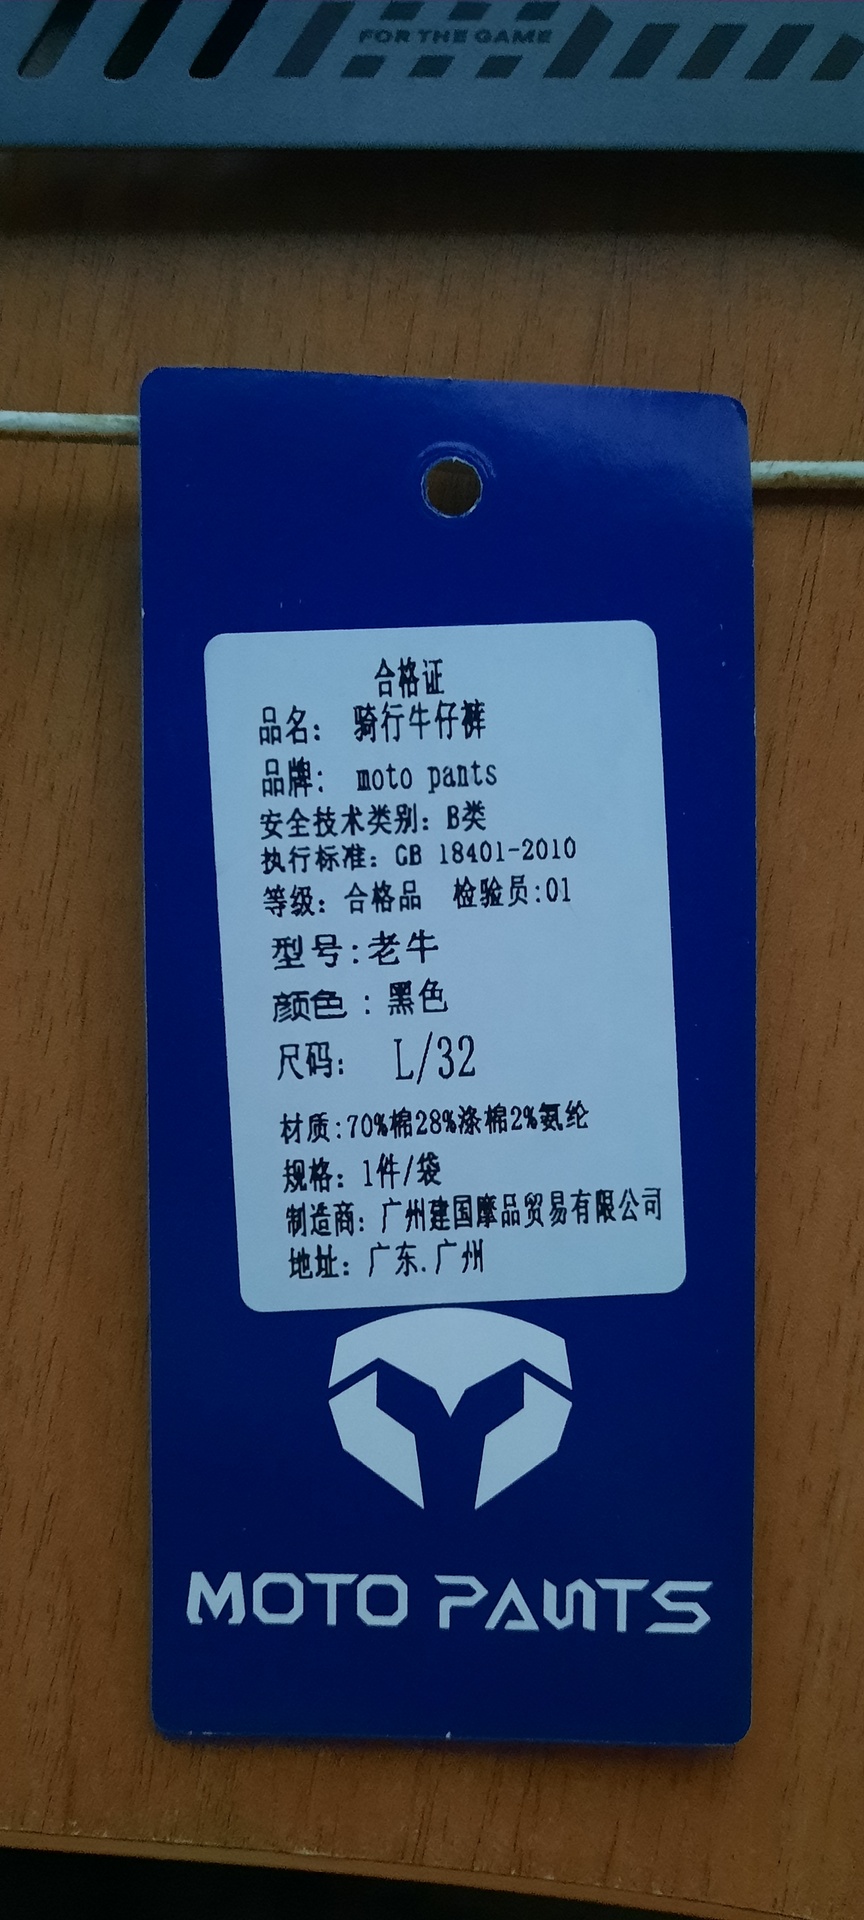 FOR THE GAME
合格证
品名: 骑行牛仔裤
品牌: moto pants
安全技术类别: B类
执行标准: GB 18401-2010
等级: 合格品 检验员:01
型号:老牛
颜色:黑色
尺码: L/32
材质:70%棉28%涤棉2%氨纶
规格: 1件/袋
制造商: 广州建国摩品贸易有限公司
地址: 广东.广州
MOTO PANTS